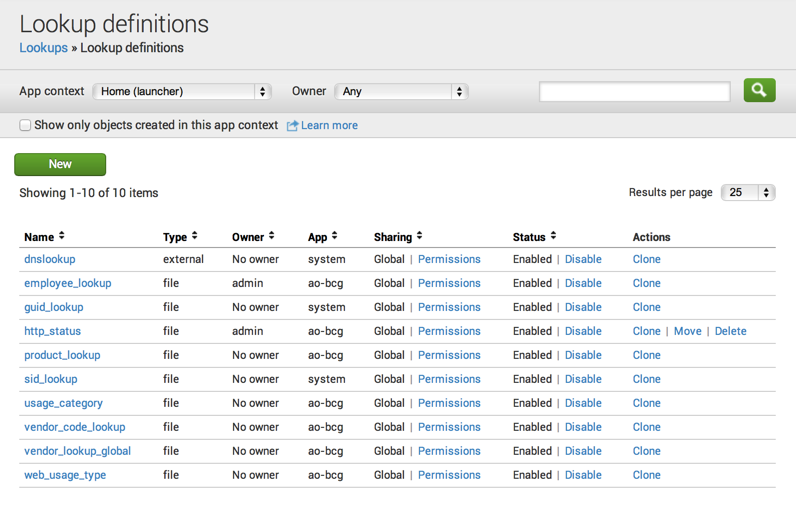 Lookup definitions
Lookups » Lookup definitions
App context Home (launcher) Owner Any
Show only objects created in this app context Learn more
New
Showing 1-10 of 10 items Results per page 25
Name Type Owner App Sharing Status Actions
dnslookup external No owner system Global | Permissions Enabled | Disable Clone
employee_lookup file admin ao-bcg Global | Permissions Enabled | Disable Clone
guid_lookup file No owner system Global | Permissions Enabled | Disable Clone
http_status file admin ao-bcg Global | Permissions Enabled | Disable Clone | Move | Delete
product_lookup file No owner ao-bcg Global | Permissions Enabled | Disable Clone
sid_lookup file No owner system Global | Permissions Enabled | Disable Clone
usage_category file No owner ao-bcg Global | Permissions Enabled | Disable Clone
vendor_code_lookup file No owner ao-bcg Global | Permissions Enabled | Disable Clone
vendor_lookup_global file No owner ao-bcg Global | Permissions Enabled | Disable Clone
web_usage_type file No owner ao-bcg Global | Permissions Enabled | Disable Clone